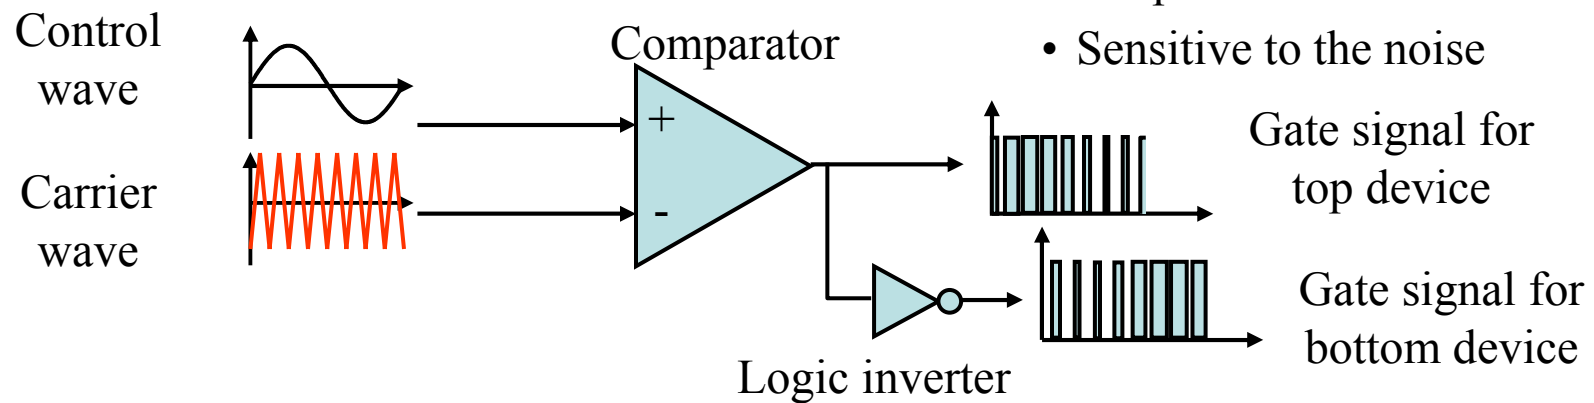 Control
wave
Comparator
• Sensitive to the noise
+
-
Carrier
wave
Gate signal for
top device
Gate signal for
bottom device
Logic inverter